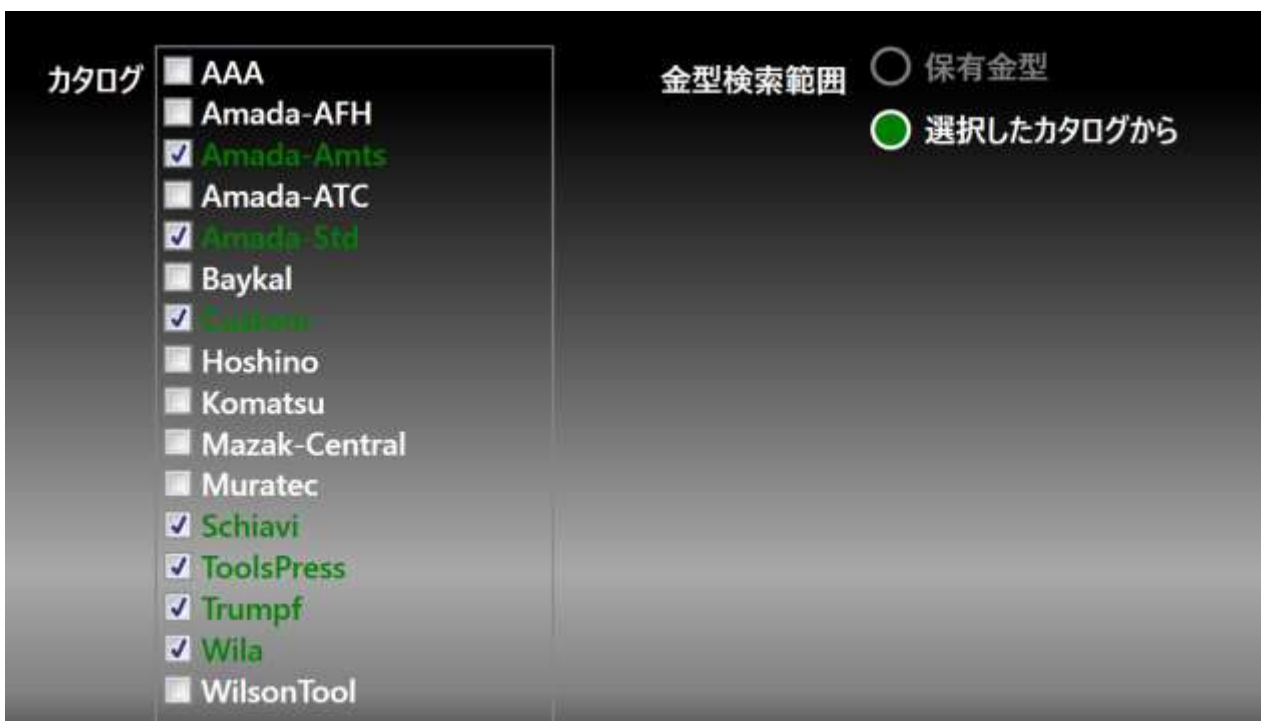 カタログ
AAA
Amada-AFH
Amada-Amts
Amada-ATC
Amada-Std
Baykal
Custom
Hoshino
Komatsu
Mazak-Central
Muratec
Schiavi
ToolsPress
Trumpf
Wila
WilsonTool
金型検索範囲
保有金型
選択したカタログから